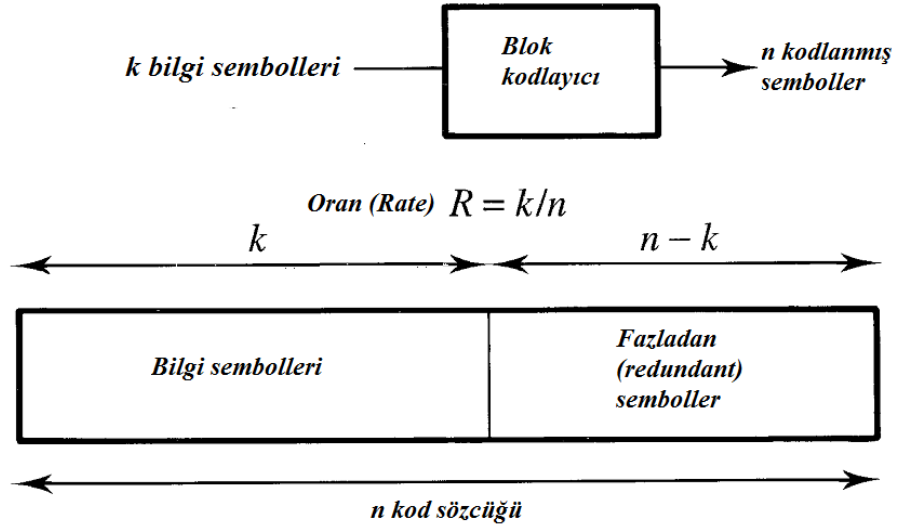 k bilgi sembolleri
Blok
kodlayıcı
n kodlanmış
semboller
Oran (Rate) R = k/n
k
n − k
Bilgi sembolleri
Fazladan
(redundant)
semboller
n kod sözcüğü